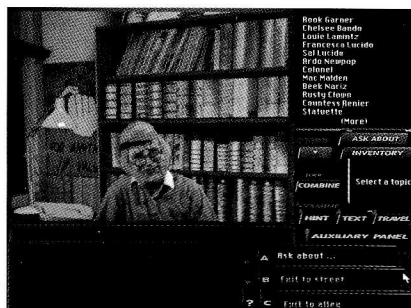 Rook Garner
Chelsee Bando
Louie Lamintz
Francesca Lucido
Sal Lucido
Ardo Newpop
Colonel
Mac Malden
Beek Nariz
Rusty Clown
Countess Renier
Statuette
(More)
ASK ABOUT
INVENTORY
COMBINE
Select a topic
HINT TEXT TRAVEL
AUXILIARY PANEL
A Ask about ...
B Exit to street
? C Exit to alley